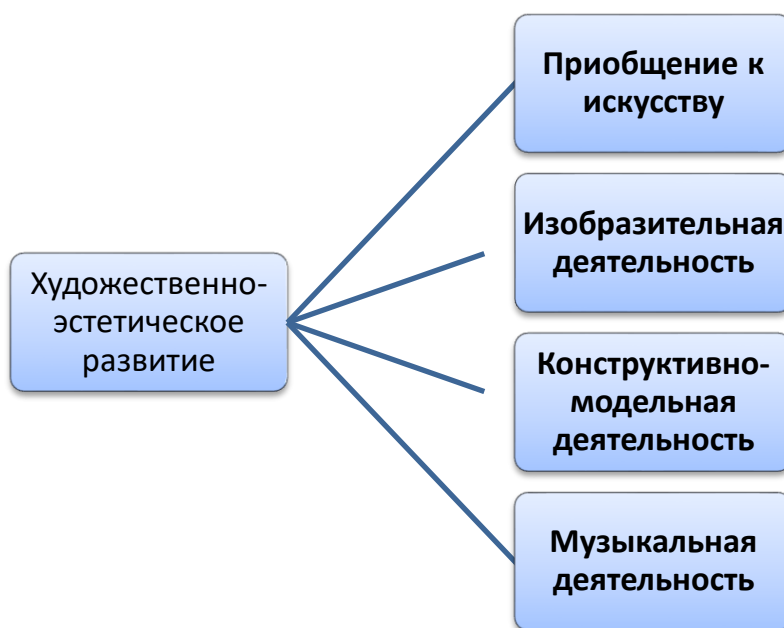 Художественно-
эстетическое
развитие
Приобщение к
искусству
Изобразительная
деятельность
Конструктивно-
модельная
деятельность
Музыкальная
деятельность